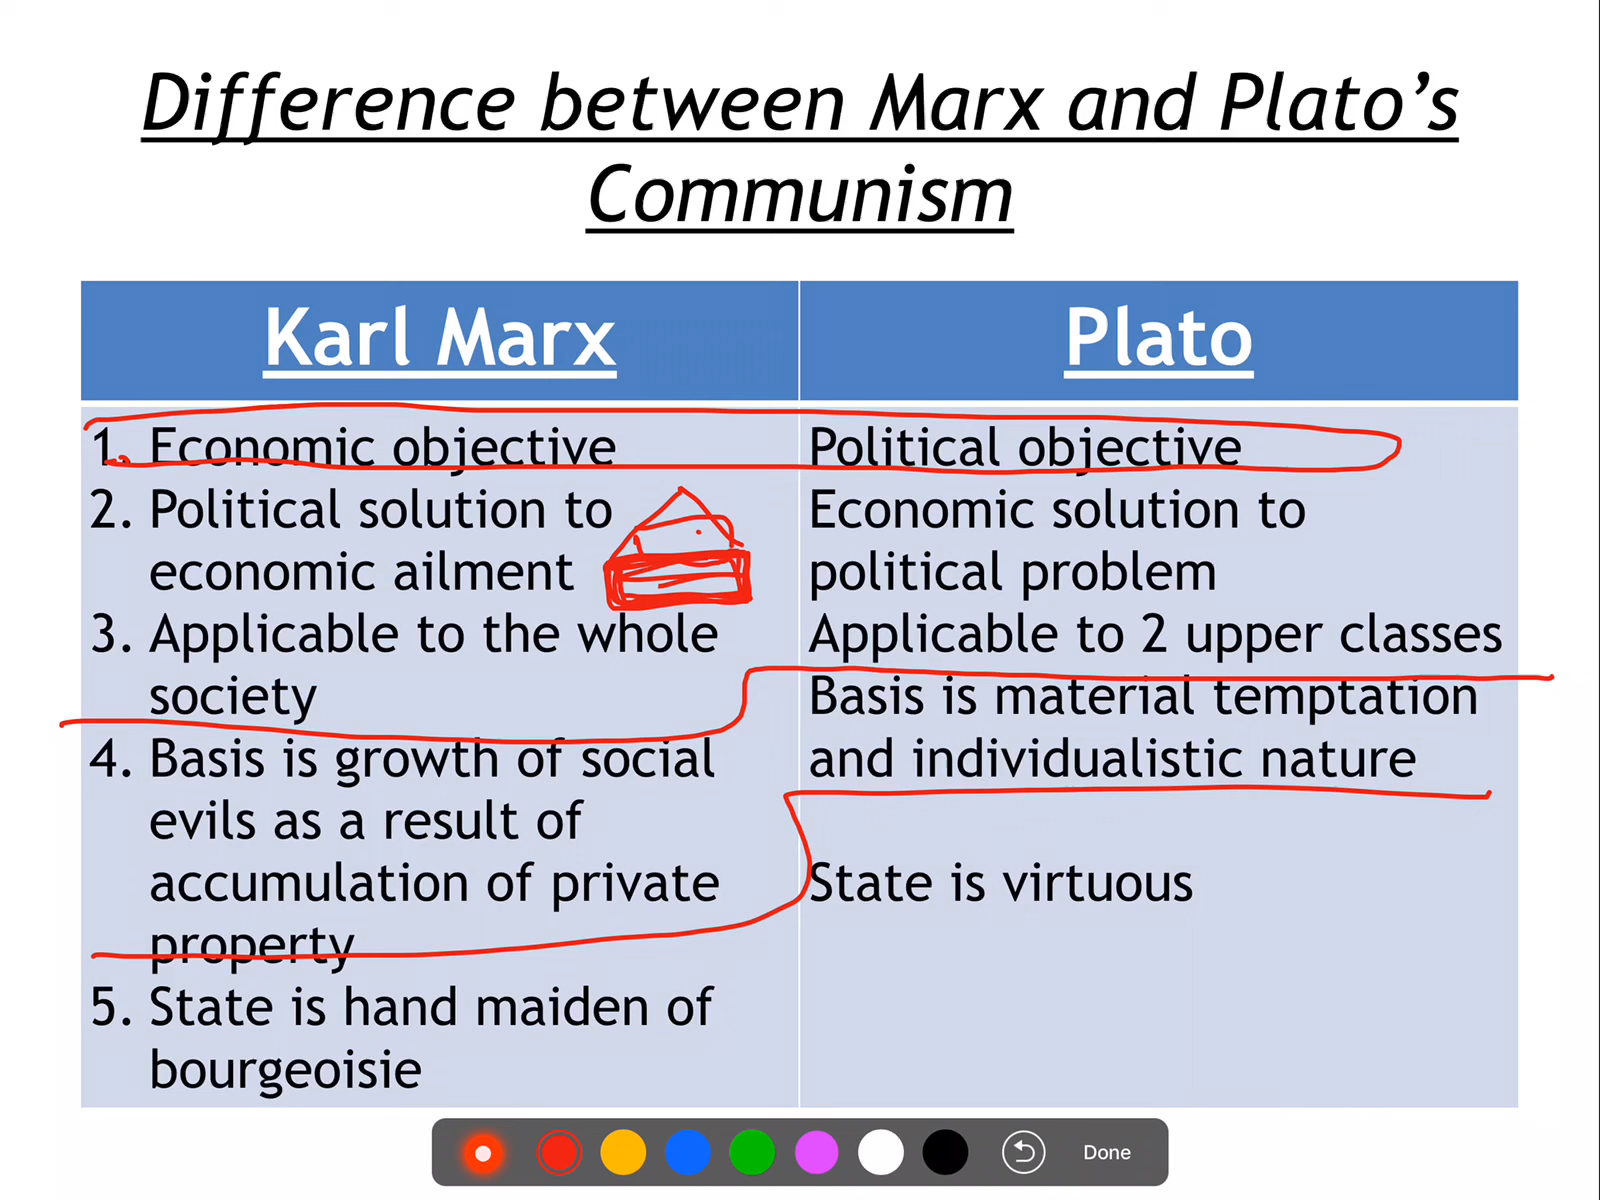 Difference between Marx and Plato's
Communism
Karl Marx
Plato
1. Economic objective
Political objective
2. Political solution to
economic ailment
Economic solution to
political problem
3. Applicable to the whole
society
Applicable to 2 upper classes
4. Basis is growth of social
evils as a result of
accumulation of private
property
Basis is material temptation
and individualistic nature
5. State is hand maiden of
bourgeoisie
State is virtuous
Done